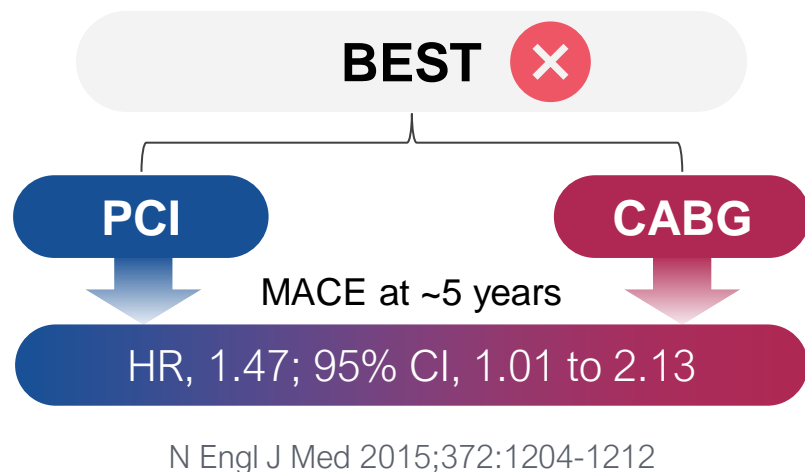 BEST
PCI
CABG
MACE at ~5 years
HR, 1.47; 95% CI, 1.01 to 2.13
N Engl J Med 2015;372:1204-1212